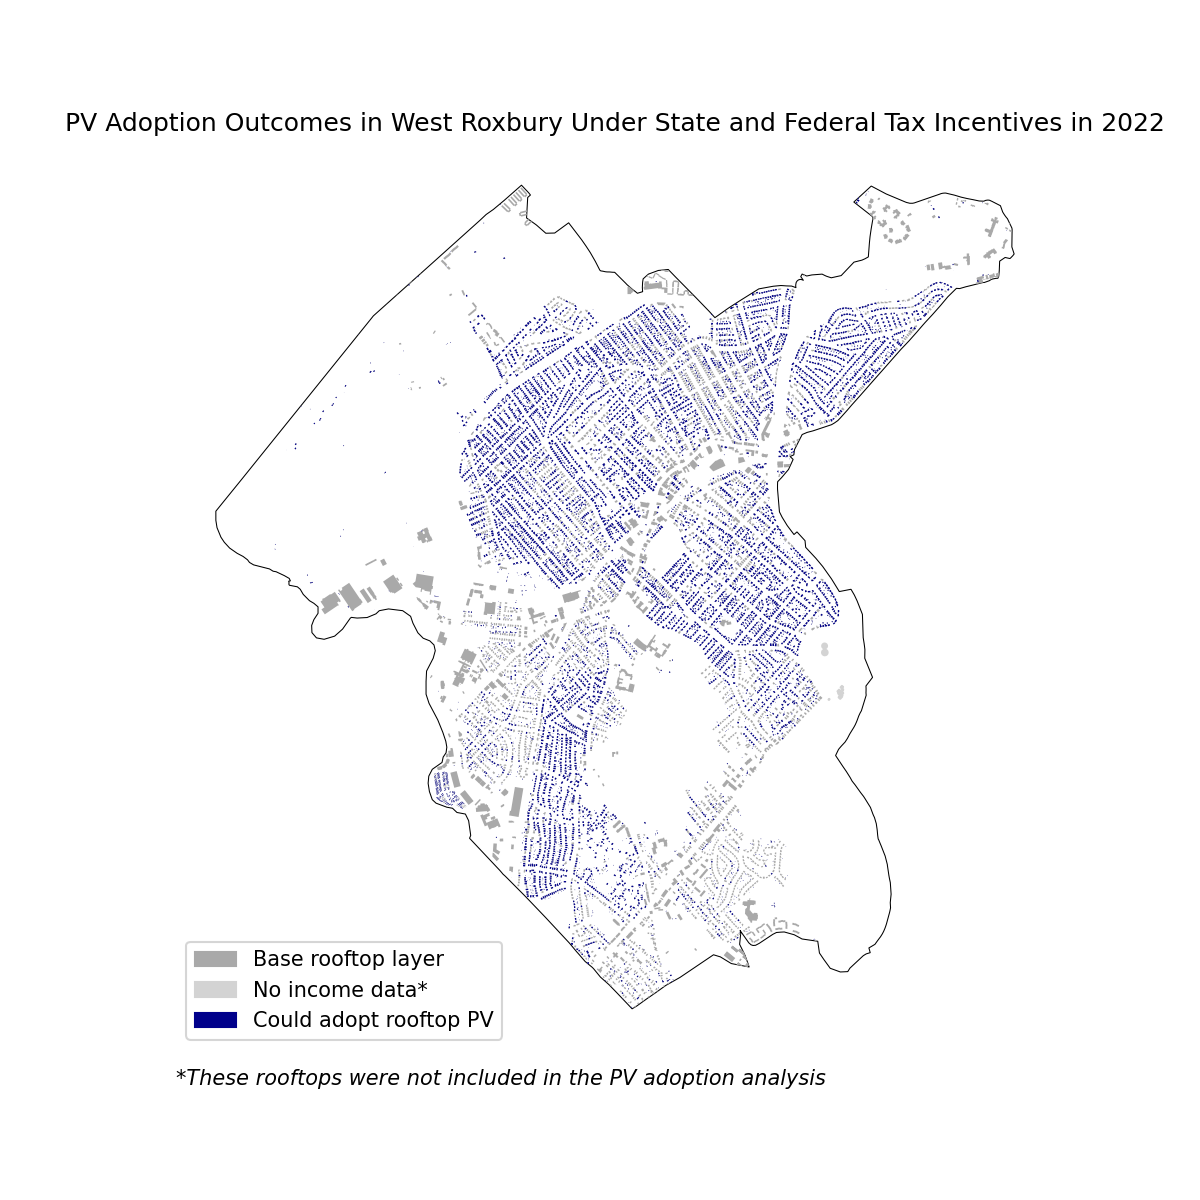 PV Adoption Outcomes in West Roxbury Under State and Federal Tax Incentives in 2022
Base rooftop layer
No income data*
Could adopt rooftop PV
*These rooftops were not included in the PV adoption analysis